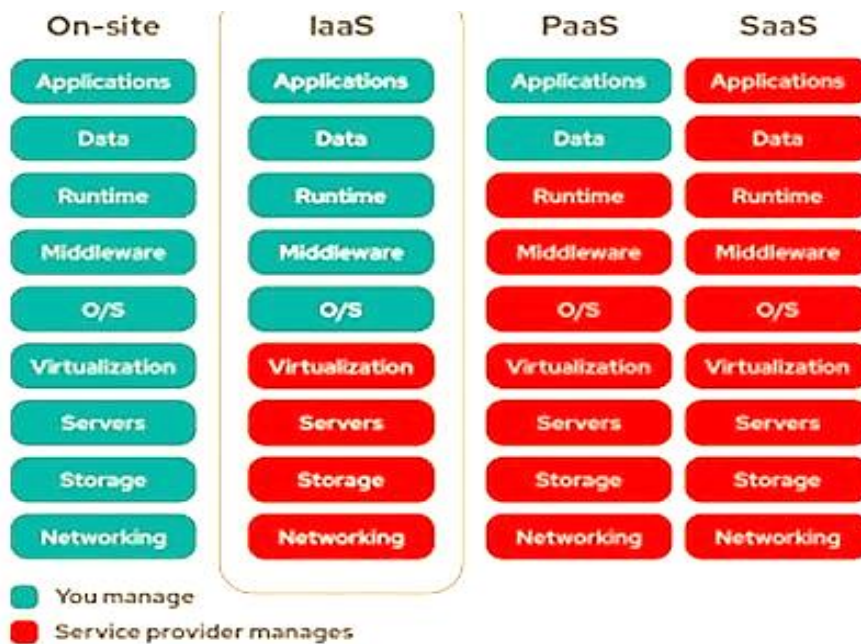 On-site IaaS PaaS SaaS
Applications Applications Applications Applications
Data Data Data Data
Runtime Runtime Runtime Runtime
Middleware Middleware Middleware Middleware
O/S O/S O/S O/S
Virtualization Virtualization Virtualization Virtualization
Servers Servers Servers Servers
Storage Storage Storage Storage
Networking Networking Networking Networking
You manage
Service provider manages